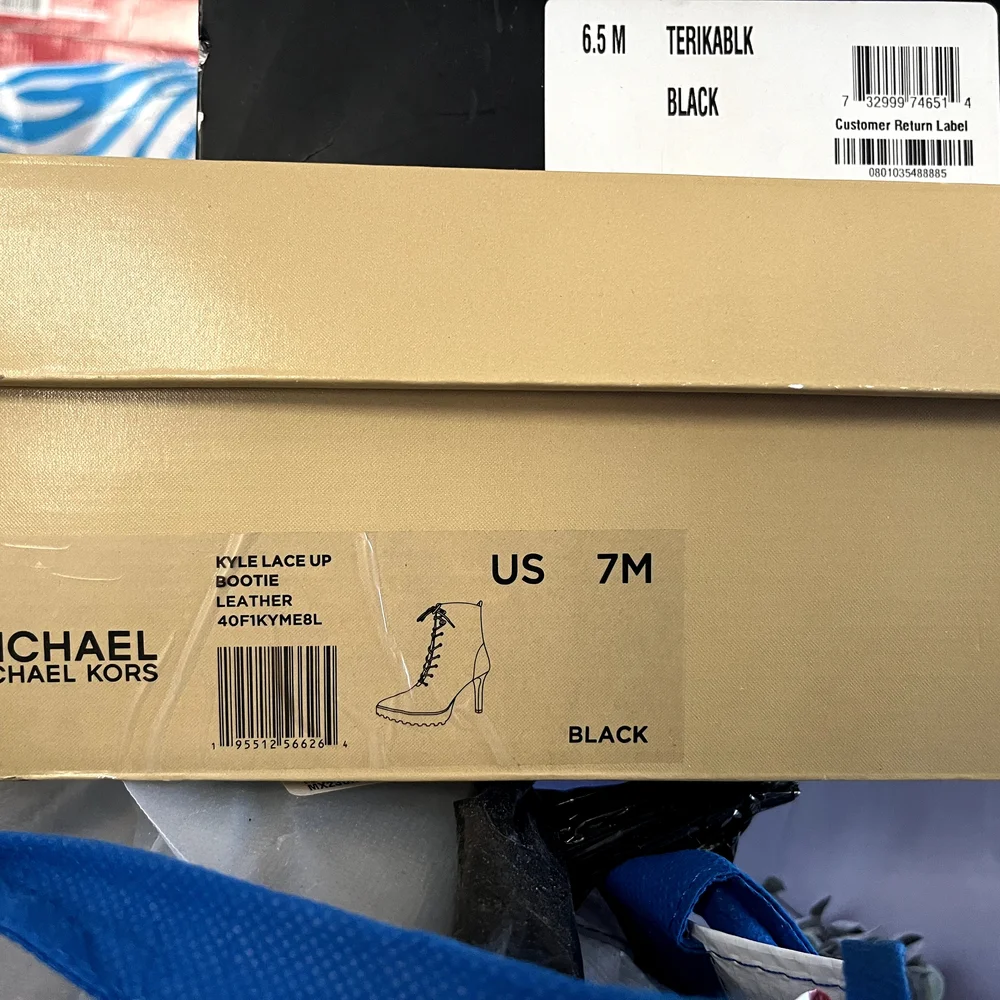 6.5 M TERIKABLK
BLACK
7 32999 74651 4
Customer Return Label
0801035488885
KYLE LACE UP
BOOTIE
LEATHER
40F1KYME8L
US 7M
ICHAEL
CHAEL KORS
1 95512 56626 4
BLACK